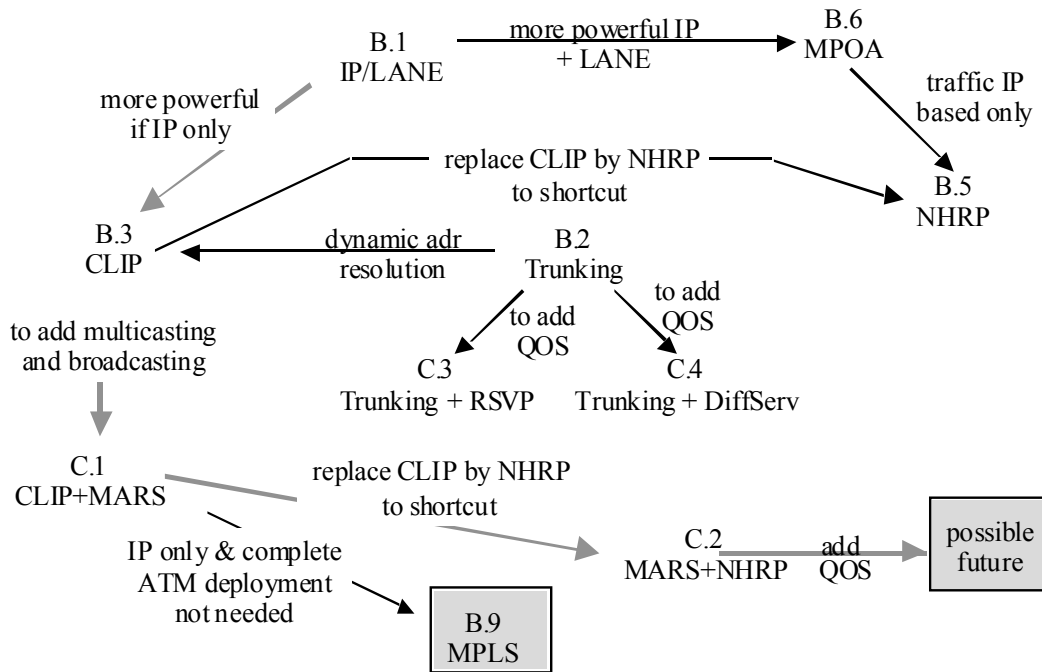 B.1
IP/LANE
more powerful IP
+ LANE
B.6
MPOA
more powerful
if IP only
traffic IP
based only
replace CLIP by NHRP
to shortcut
B.5
NHRP
B.3
CLIP
dynamic adr
resolution
B.2
Trunking
to add multicasting
and broadcasting
to add
QOS
to add
QOS
C.3
Trunking + RSVP
C.4
Trunking + DiffServ
C.1
CLIP+MARS
replace CLIP by NHRP
to shortcut
IP only & complete
ATM deployment
not needed
C.2
MARS+NHRP
add
QOS
possible
future
B.9
MPLS